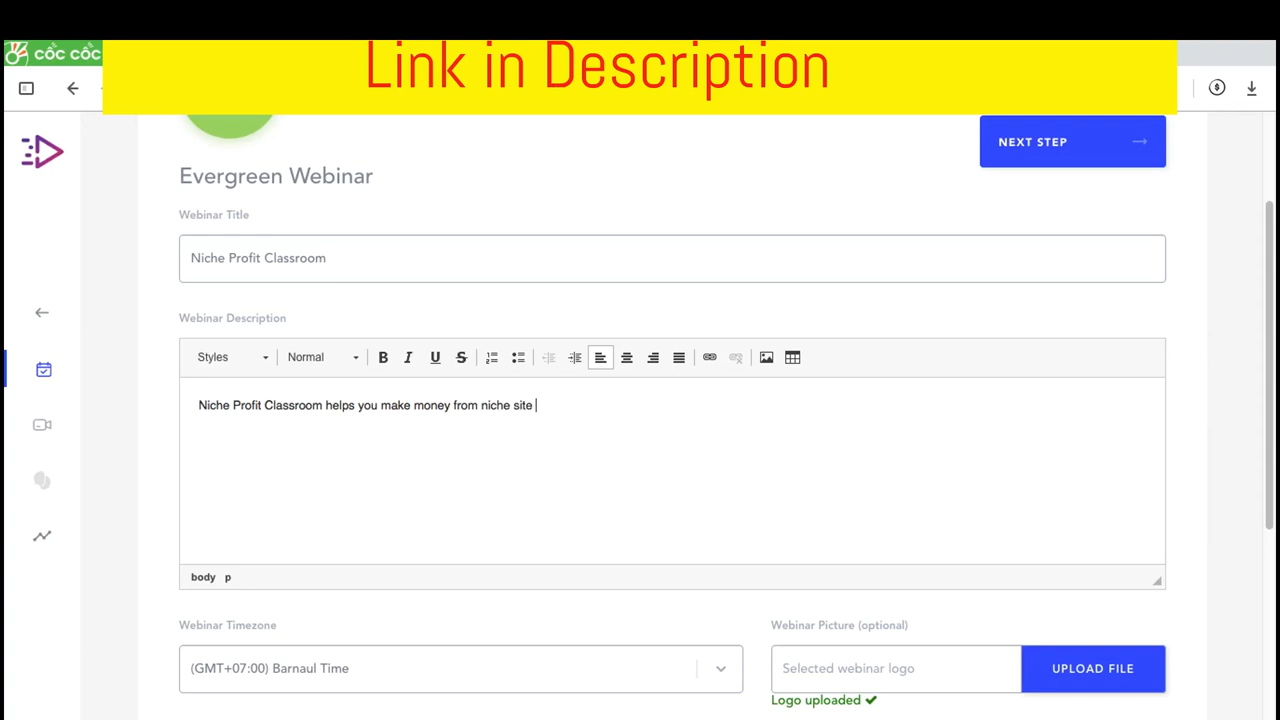 cốc cốc
Link in Description
NEXT STEP
Evergreen Webinar
Webinar Title
Niche Profit Classroom
Webinar Description
Styles Normal B I U S
Niche Profit Classroom helps you make money from niche site
body p
Webinar Timezone
Webinar Picture (optional)
(GMT+07:00) Barnaul Time
Selected webinar logo
UPLOAD FILE
Logo uploaded